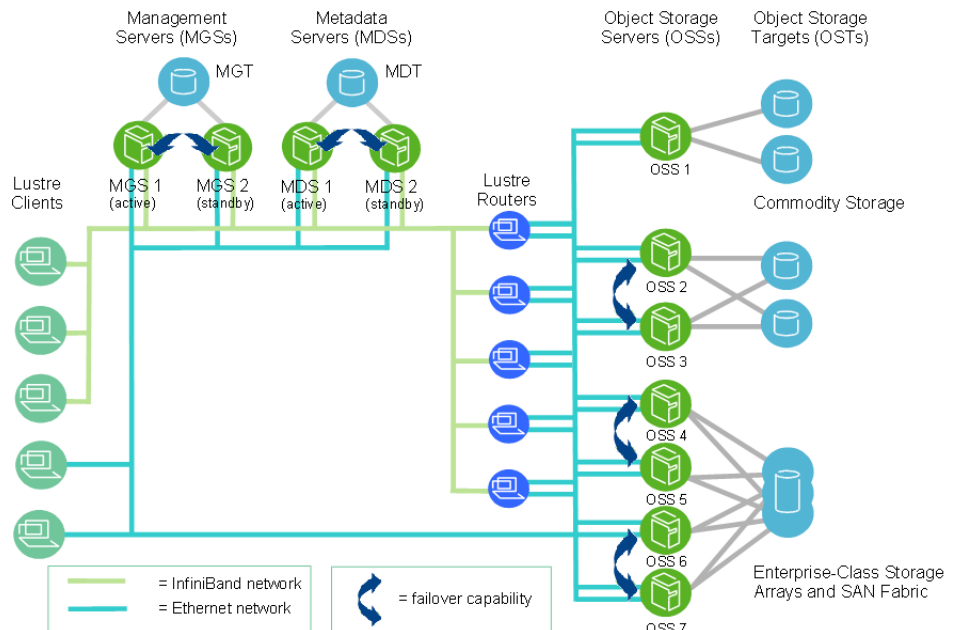 Management
Servers (MGSs)
Metadata
Servers (MDSs)
Object Storage
Servers (OSSs)
Object Storage
Targets (OSTs)
MGT
MDT
MGS 1
(active)
MGS 2
(standby)
MDS 1
(active)
MDS 2
(standby)
Lustre
Clients
Lustre
Routers
OSS 1
Commodity Storage
OSS 2
OSS 3
OSS 4
OSS 5
OSS 6
OSS 7
Enterprise-Class Storage
Arrays and SAN Fabric
= InfiniBand network
= Ethernet network
= failover capability